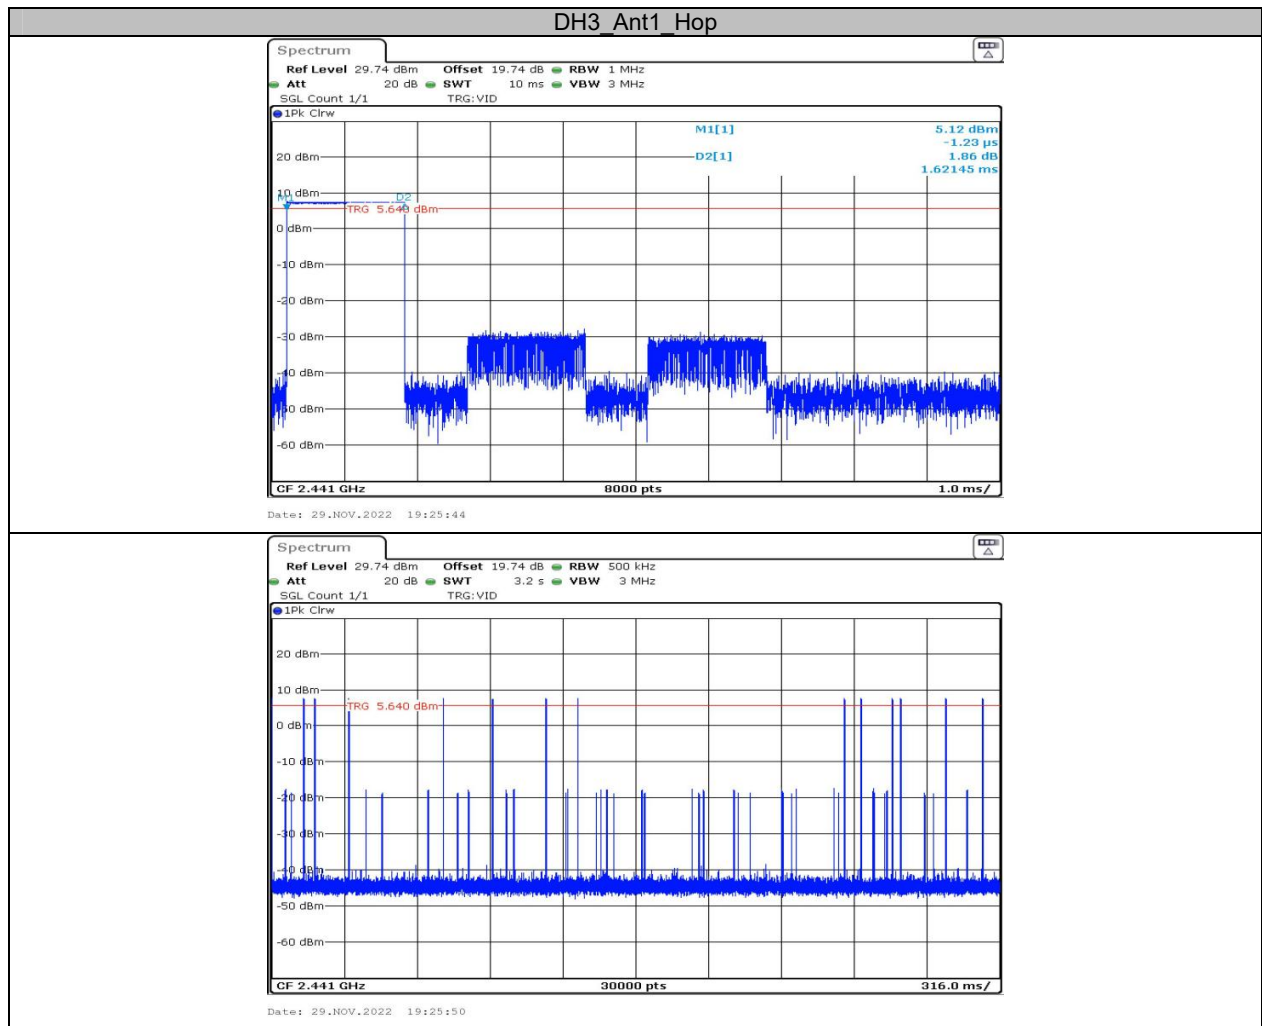 DH3_Ant1_Hop
Spectrum
Ref Level 29.74 dBm Offset 19.74 dB RBW 1 MHz
Att 20 dB SWT 10 ms VBW 3 MHz
SGL Count 1/1 TRG:VID
1Pk Clrw
M1[1] 5.12 dBm
-1.23 µs
20 dBm D2[1] 1.86 dB
1.62145 ms
10 dBm
M1 D2
TRG 5.640 dBm
0 dBm
-10 dBm
-20 dBm
-30 dBm
-40 dBm
-50 dBm
-60 dBm
CF 2.441 GHz 8000 pts 1.0 ms/
Date: 29.NOV.2022 19:25:44
Spectrum
Ref Level 29.74 dBm Offset 19.74 dB RBW 500 kHz
Att 20 dB SWT 3.2 s VBW 3 MHz
SGL Count 1/1 TRG:VID
1Pk Clrw
20 dBm
10 dBm
TRG 5.640 dBm
0 dBm
-10 dBm
-20 dBm
-30 dBm
-40 dBm
-50 dBm
-60 dBm
CF 2.441 GHz 30000 pts 316.0 ms/
Date: 29.NOV.2022 19:25:50